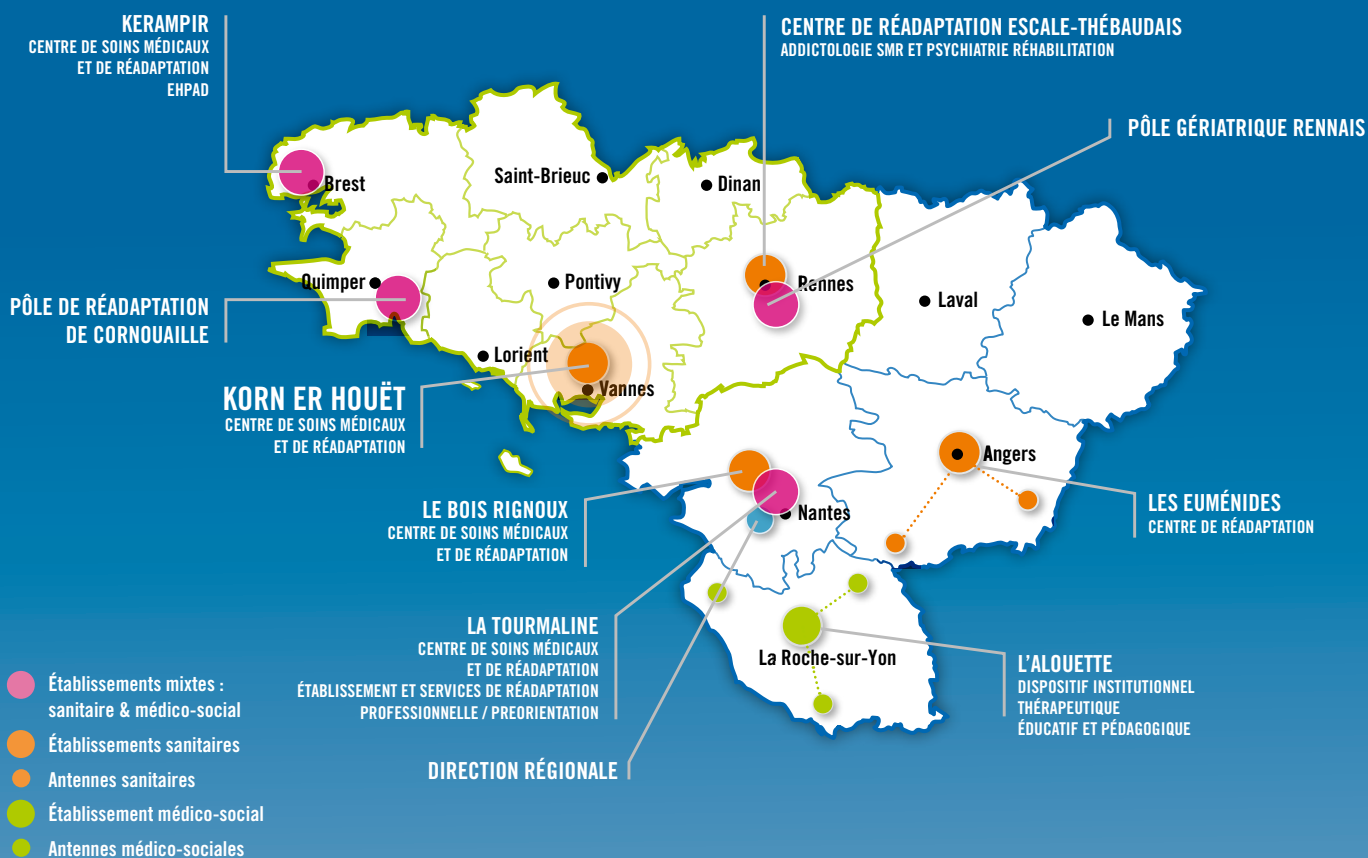 KERAMPIR
CENTRE DE SOINS MÉDICAUX
ET DE RÉADAPTATION
EHPAD
CENTRE DE RÉADAPTATION ESCALE-THÉBAUDAIS
ADDICTOLOGIE SMR ET PSYCHIATRIE RÉHABILITATION
PÔLE GÉRIATRIQUE RENNAIS
Brest
Saint-Brieuc
Dinan
Quimper
Pontivy
Rennes
Laval
Le Mans
PÔLE DE RÉADAPTATION
DE CORNOUAILLE
Lorient
Vannes
KORN ER HOUËT
CENTRE DE SOINS MÉDICAUX
ET DE RÉADAPTATION
Angers
LE BOIS RIGNOUX
CENTRE DE SOINS MÉDICAUX
ET DE RÉADAPTATION
Nantes
LES EUMÉNIDES
CENTRE DE RÉADAPTATION
LA TOURMALINE
CENTRE DE SOINS MÉDICAUX
ET DE RÉADAPTATION
ÉTABLISSEMENT ET SERVICES DE RÉADAPTATION
PROFESSIONNELLE / PREORIENTATION
La Roche-sur-Yon
L'ALOUETTE
DISPOSITIF INSTITUTIONNEL
THÉRAPEUTIQUE
ÉDUCATIF ET PÉDAGOGIQUE
DIRECTION RÉGIONALE
Établissements mixtes :
sanitaire & médico-social
Établissements sanitaires
Antennes sanitaires
Établissement médico-social
Antennes médico-sociales